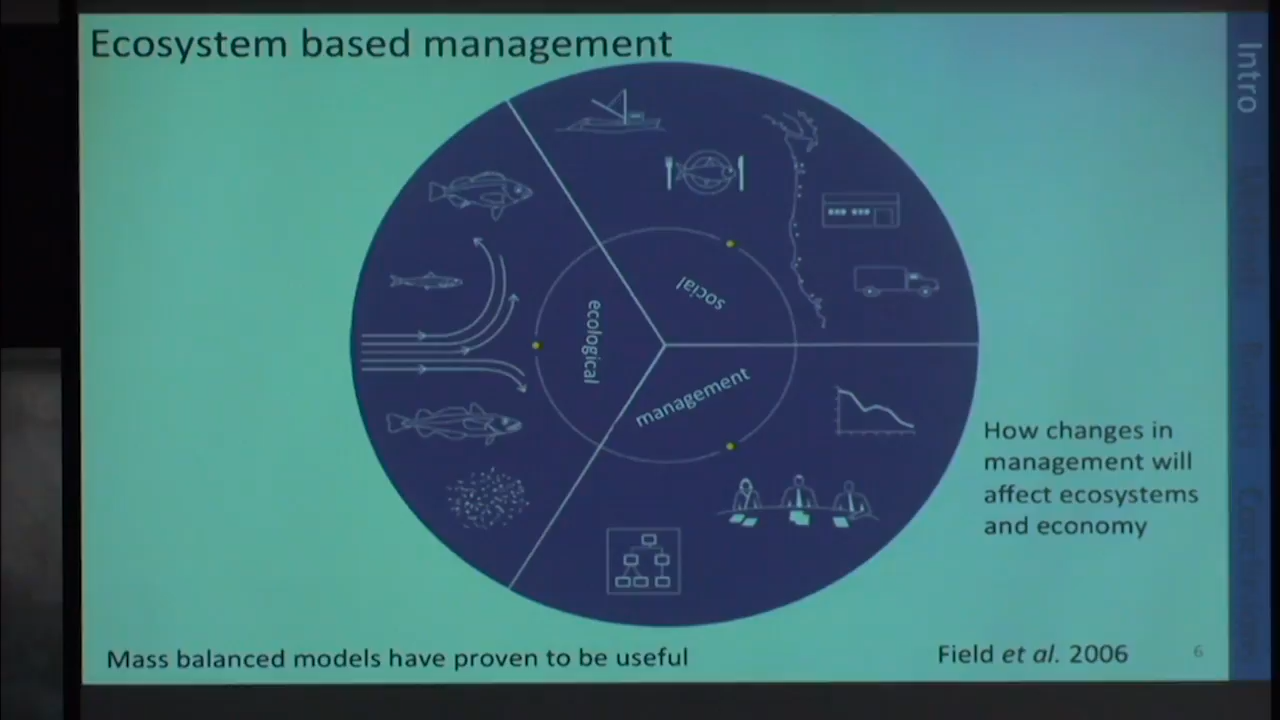 Ecosystem based management
Intro
social
ecological
management
How changes in
management will
affect ecosystems
and economy
Mass balanced models have proven to be useful
Field et al. 2006
6